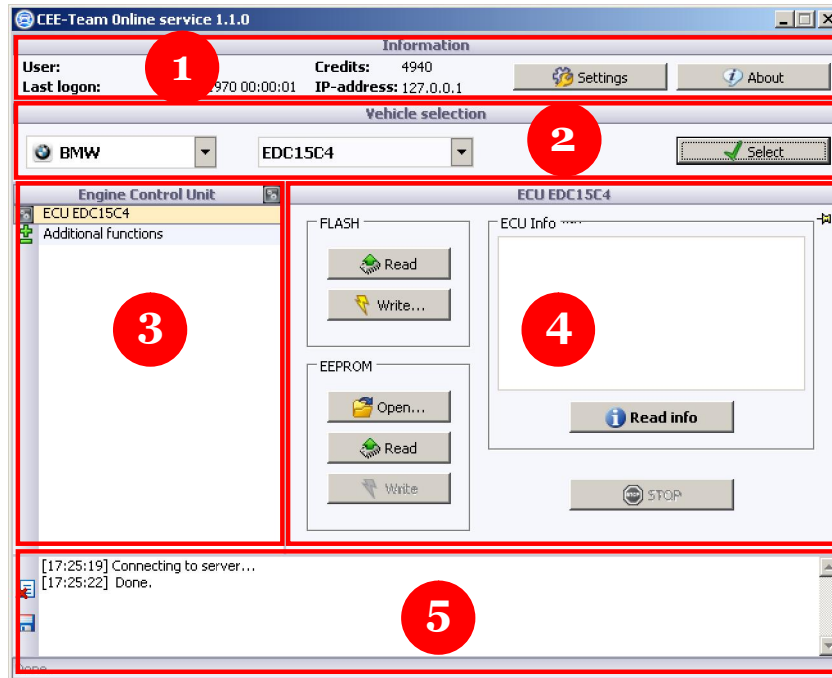 CEE-Team Online service 1.1.0
Information
User:
Credits: 4940
Settings
About
Last logon: 1970 00:00:01
IP-address: 127.0.0.1
1
Vehicle selection
2
BMW
EDC15C4
Select
Engine Control Unit
ECU EDC15C4
ECU EDC15C4
Additional functions
3
FLASH
Read
Write...
EEPROM
Open...
Read
Write
ECU Info
4
Read info
STOP
[17:25:19] Connecting to server...
[17:25:22] Done.
5
Done